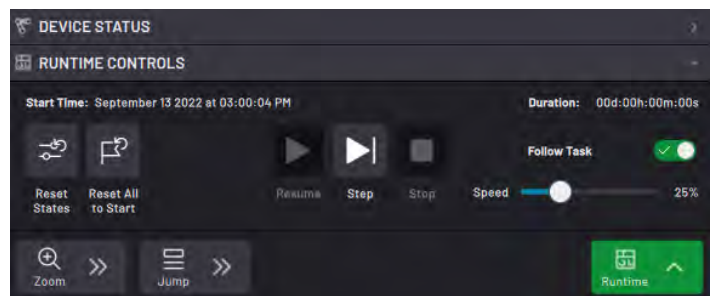 DEVICE STATUS
RUNTIME CONTROLS
Start Time: September 13 2022 at 03:00:04 PM
Duration: 00d:00h:00m:00s
Follow Task
Reset States
Reset All to Start
Resume
Step
Stop
Speed
25%
Zoom
Jump
Runtime